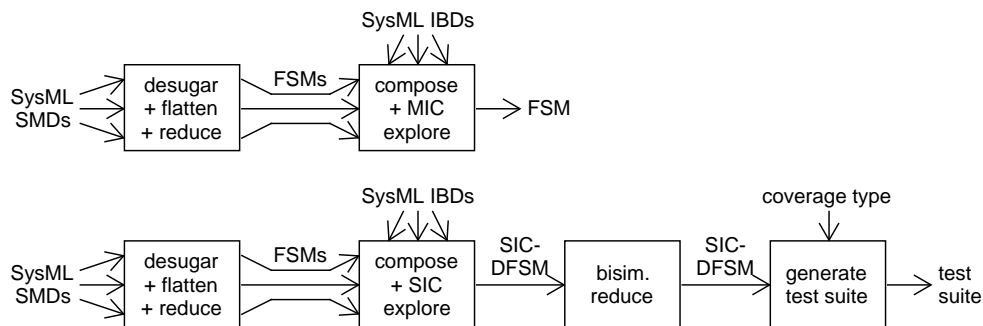 SysML IBDs
SysML
SMDs
desugar
+ flatten
+ reduce
FSMs
compose
+ MIC
explore
FSM
SysML IBDs
coverage type
SysML
SMDs
desugar
+ flatten
+ reduce
FSMs
compose
+ SIC
explore
SIC-
DFSM
bisim.
reduce
SIC-
DFSM
generate
test suite
test
suite